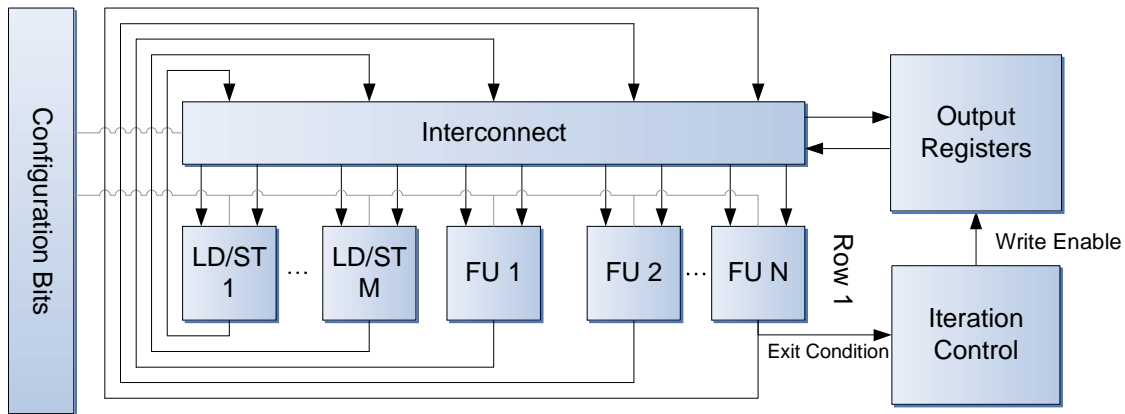 Configuration Bits
Interconnect
Output
Registers
LD/ST
1
...
LD/ST
M
FU 1
FU 2
...
FU N
Row 1
Write Enable
Exit Condition
Iteration
Control